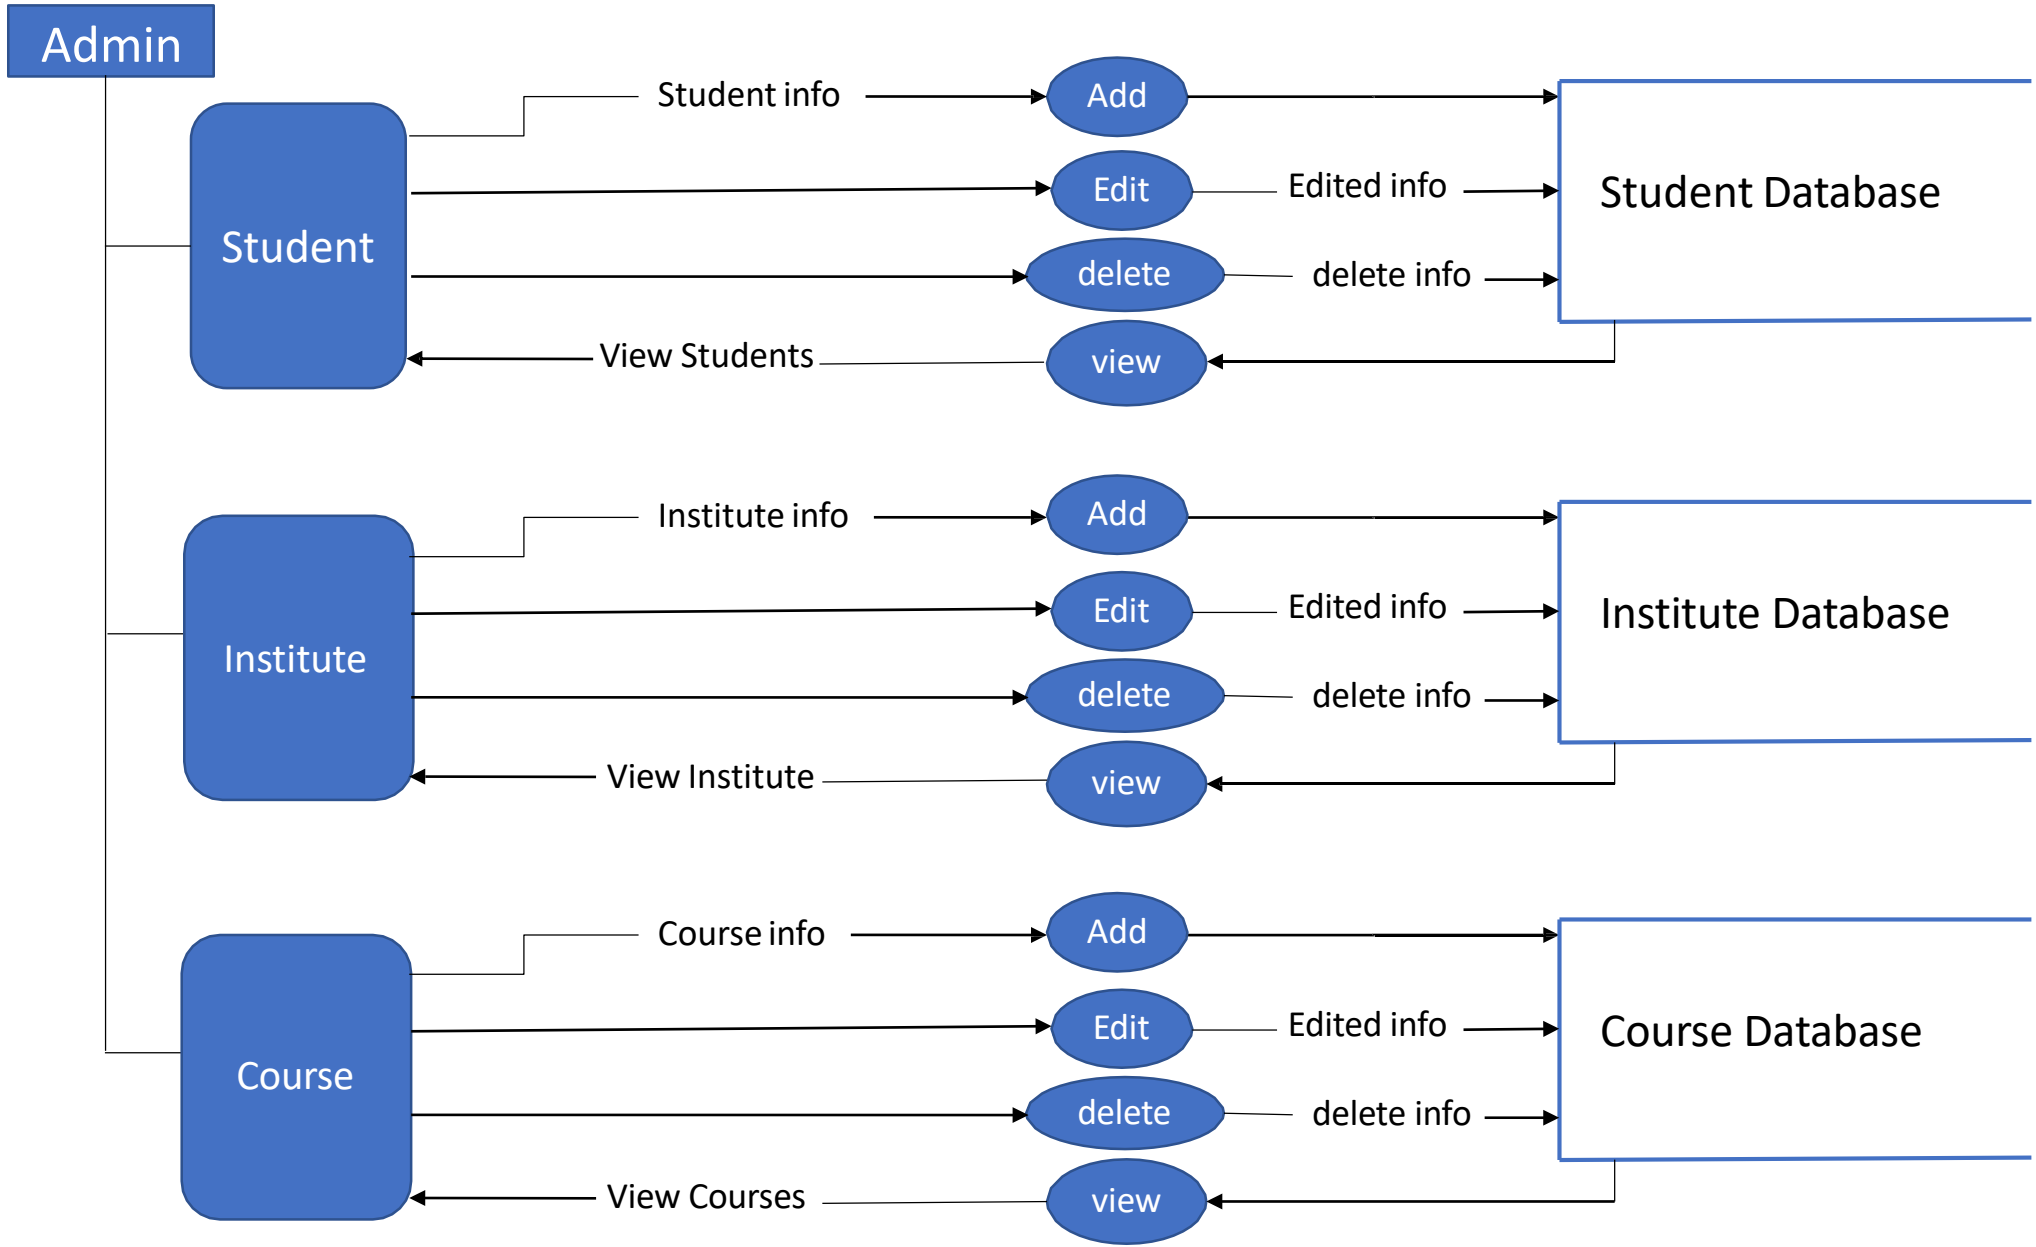 Admin
Student info
Add
Edit
Edited info
Student Database
Student
delete
delete info
View Students
view
Institute info
Add
Edit
Edited info
Institute Database
Institute
delete
delete info
View Institute
view
Course info
Add
Edit
Edited info
Course Database
Course
delete
delete info
View Courses
view